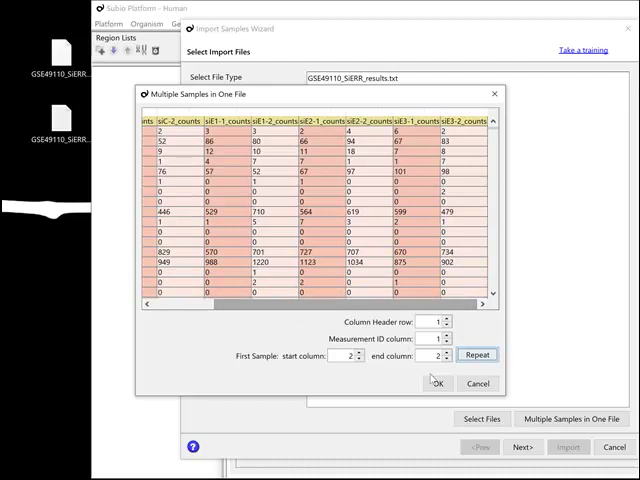 Subio Platform - Human
Platform Organism Ge
Region Lists
GSE49110_SiERR...
GSE49110_SiERR...
Import Samples Wizard
Select Import Files
Take a training
Select File Type
GSE49110_SiERR_results.txt
Multiple Samples in One File
nts siC-2_counts siE1-1_counts siE1-2_counts siE2-1_counts siE2-2_counts siE3-1_counts siE3-2_counts
2 3 3 2 4 6 2
52 86 80 66 94 67 83
9 12 10 11 18 7 8
1 4 7 7 1 1 7
76 57 52 67 97 101 98
1 0 1 1 0 0 0
0 0 0 0 0 0 2
0 0 0 0 0 0 0
446 529 710 564 619 599 479
1 1 5 7 3 2 1
0 0 0 0 0 0 0
0 0 0 0 0 0 0
829 570 701 727 707 670 734
949 988 1220 1123 1034 875 902
0 0 1 0 0 0 0
0 0 2 2 0 1 0
0 0 0 0 0 0 0
Column Header row: 1
Measurement ID column: 1
First Sample: start column: 2 end column: 2 Repeat
OK Cancel
Select Files Multiple Samples in One File
? <Prev Next> Import Cancel